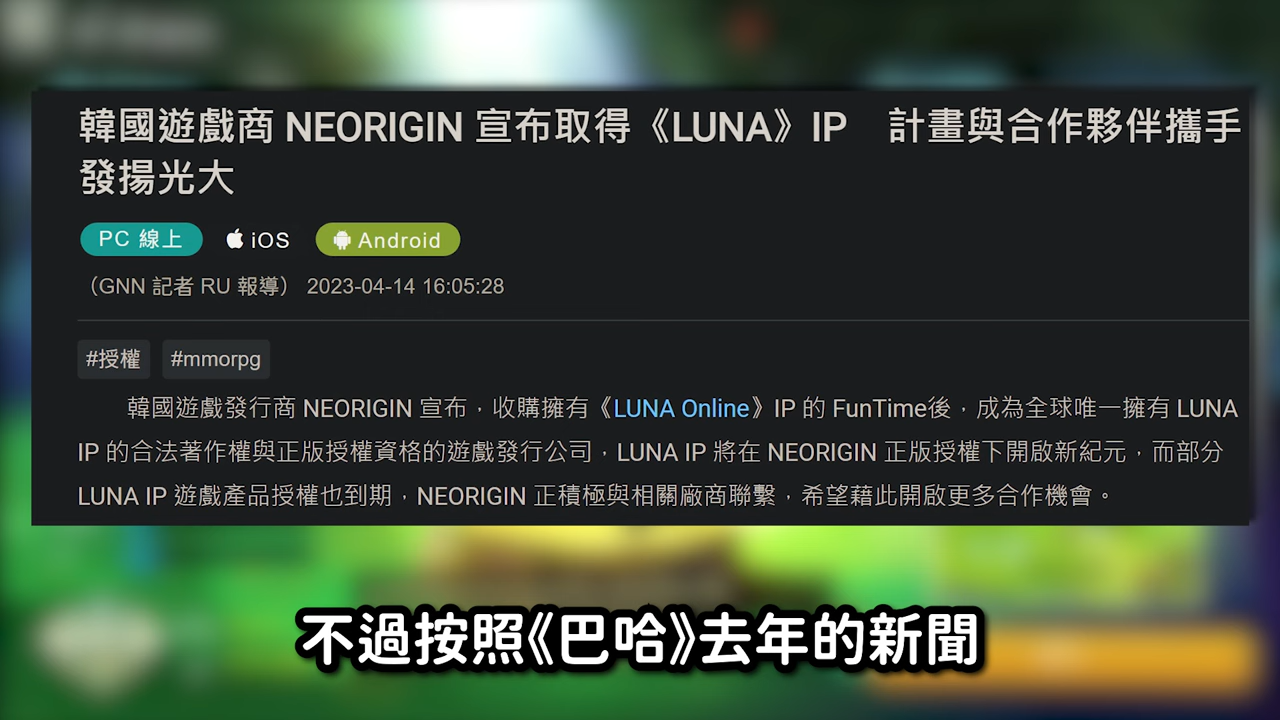 韓國遊戲商 NEORIGIN 宣布取得《LUNA》IP　計畫與合作夥伴攜手
發揚光大
PC 線上 iOS Android
（GNN 記者 RU 報導） 2023-04-14 16:05:28
#授權 #mmorpg
韓國遊戲發行商 NEORIGIN 宣布，收購擁有《LUNA Online》IP 的 FunTime後，成為全球唯一擁有 LUNA
IP 的合法著作權與正版授權資格的遊戲發行公司，LUNA IP 將在 NEORIGIN 正版授權下開啟新紀元，而部分
LUNA IP 遊戲產品授權也到期，NEORIGIN 正積極與相關廠商聯繫，希望藉此開啟更多合作機會。
不過按照《巴哈》去年的新聞